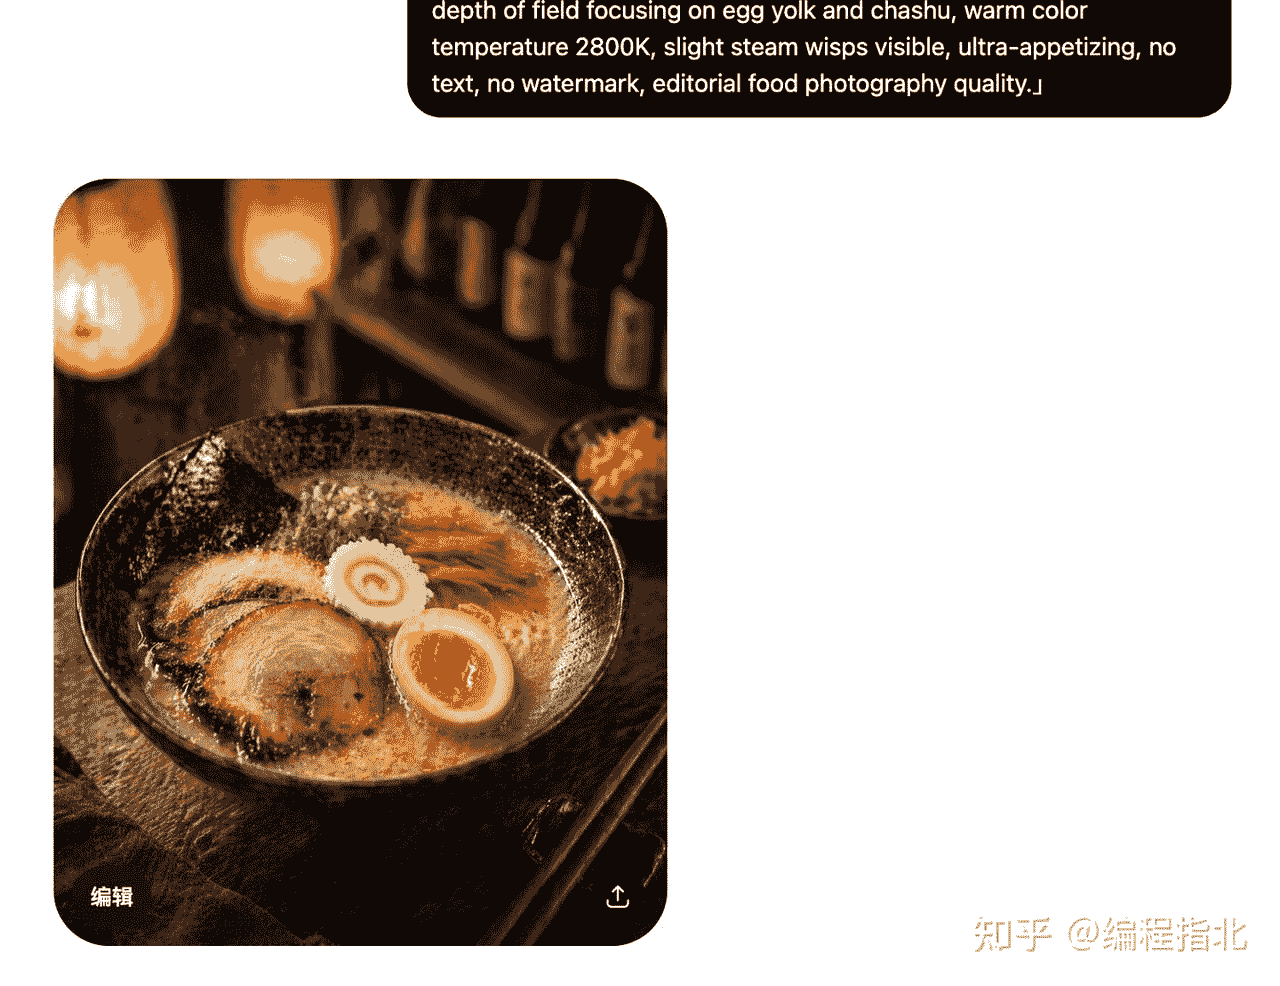 depth of field focusing on egg yolk and chashu, warm color
temperature 2800K, slight steam wisps visible, ultra-appetizing, no
text, no watermark, editorial food photography quality.」
编辑
知乎 @编程指北